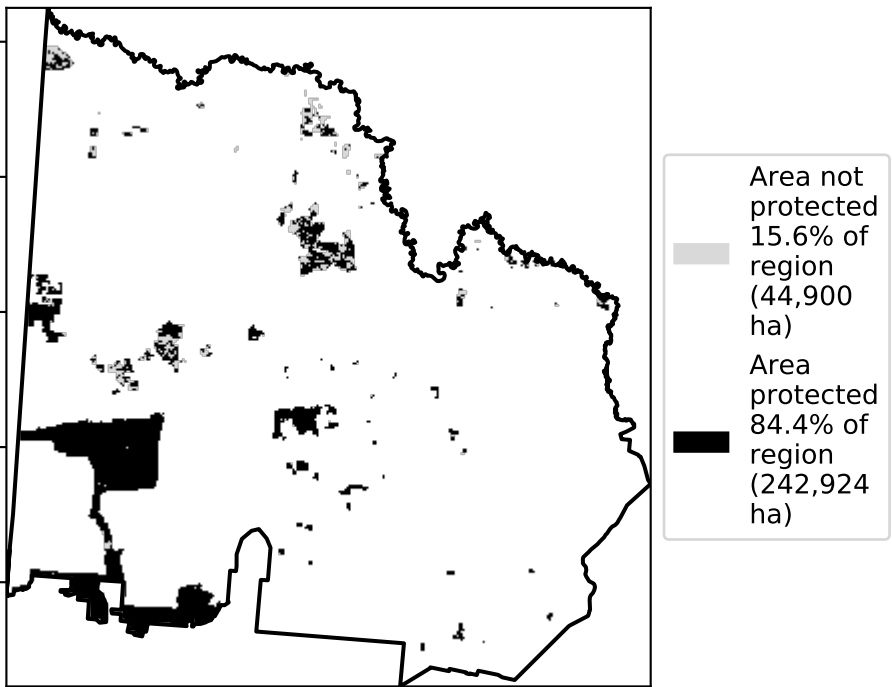 Area not
protected
15.6% of
region
(44,900
ha)
Area
protected
84.4% of
region
(242,924
ha)